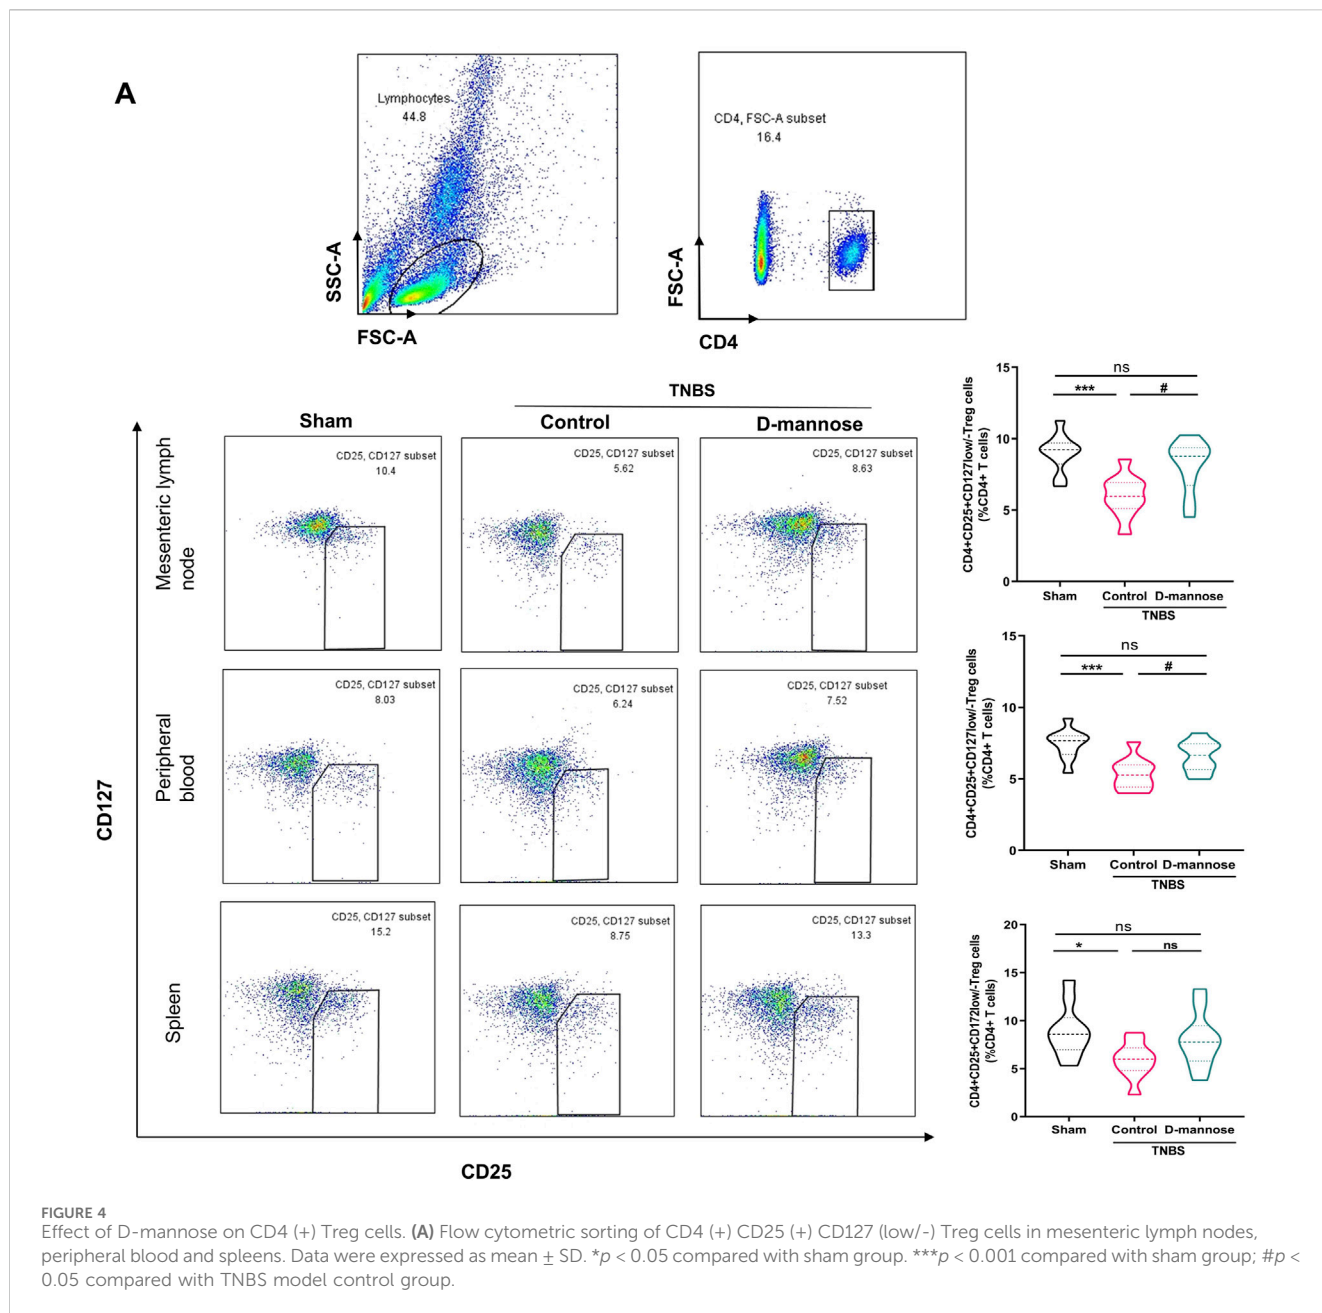 A
Lymphocytes
44.8
SSC-A
FSC-A
CD4, FSC-A subset
16.4
FSC-A
CD4
TNBS
Sham
Control
D-mannose
Mesenteric lymph
node
CD25, CD127 subset
10.4
CD25, CD127 subset
5.62
CD25, CD127 subset
8.63
Peripheral
blood
CD25, CD127 subset
8.03
CD25, CD127 subset
6.24
CD25, CD127 subset
7.52
Spleen
CD25, CD127 subset
15.2
CD25, CD127 subset
8.75
CD25, CD127 subset
13.3
CD127
CD25
CD4+CD25+CD127low/-Treg cells
(%CD4+ T cells)
15
10
5
0
ns
***
#
Sham
Control
D-mannose
TNBS
CD4+CD25+CD127low/-Treg cells
(%CD4+ T cells)
15
10
5
0
ns
***
#
Sham
Control
D-mannose
TNBS
CD4+CD25+CD172low/-Treg cells
(%CD4+ T cells)
20
15
10
5
0
ns
*
ns
Sham
Control
D-mannose
TNBS
FIGURE 4
Effect of D-mannose on CD4 (+) Treg cells. (A) Flow cytometric sorting of CD4 (+) CD25 (+) CD127 (low/-) Treg cells in mesenteric lymph nodes,
peripheral blood and spleens. Data were expressed as mean ± SD. *p < 0.05 compared with sham group. ***p < 0.001 compared with sham group; #p <
0.05 compared with TNBS model control group.